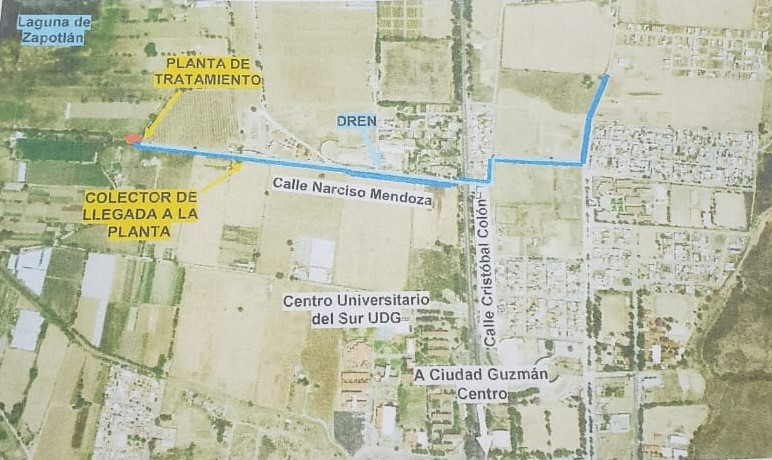 Laguna de
Zapotlán
PLANTA DE
TRATAMIENTO
DREN
COLECTOR DE
LLEGADA A LA
PLANTA
Calle Narciso Mendoza
Calle Cristóbal Colón
Centro Universitario
del Sur UDG
A Ciudad Guzmán
Centro